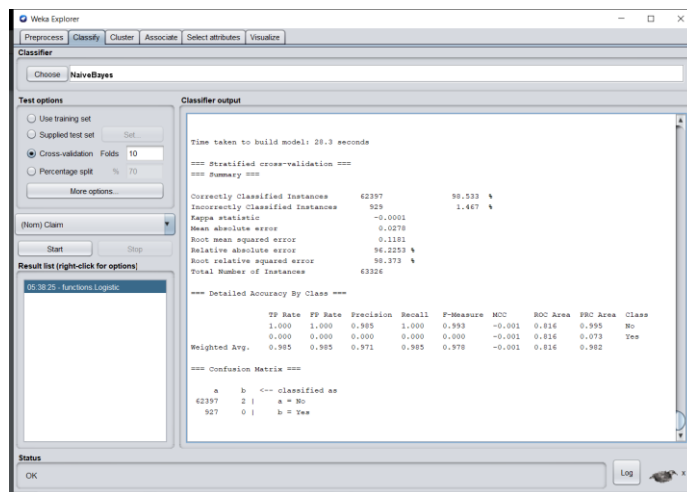 Weka Explorer
Preprocess Classify Cluster Associate Select attributes Visualize
Classifier
Choose NaiveBayes
Test options
Use training set
Supplied test set Set...
Cross-validation Folds 10
Percentage split % 70
More options...
(Nom) Claim
Start Stop
Result list (right-click for options)
05:38:25 - functions.Logistic
Classifier output
Time taken to build model: 28.3 seconds
=== Stratified cross-validation ===
=== Summary ===
Correctly Classified Instances 62397 98.533 %
Incorrectly Classified Instances 929 1.467 %
Kappa statistic -0.0001
Mean absolute error 0.0278
Root mean squared error 0.1181
Relative absolute error 96.2253 %
Root relative squared error 98.373 %
Total Number of Instances 63326
=== Detailed Accuracy By Class ===
TP Rate FP Rate Precision Recall F-Measure MCC ROC Area PRC Area Class
1.000 1.000 0.985 1.000 0.993 -0.001 0.816 0.995 No
0.000 0.000 0.000 0.000 0.000 -0.001 0.816 0.073 Yes
Weighted Avg. 0.985 0.985 0.971 0.985 0.978 -0.001 0.816 0.982
=== Confusion Matrix ===
a b <-- classified as
62397 2 | a = No
927 0 | b = Yes
Status
OK
Log
x